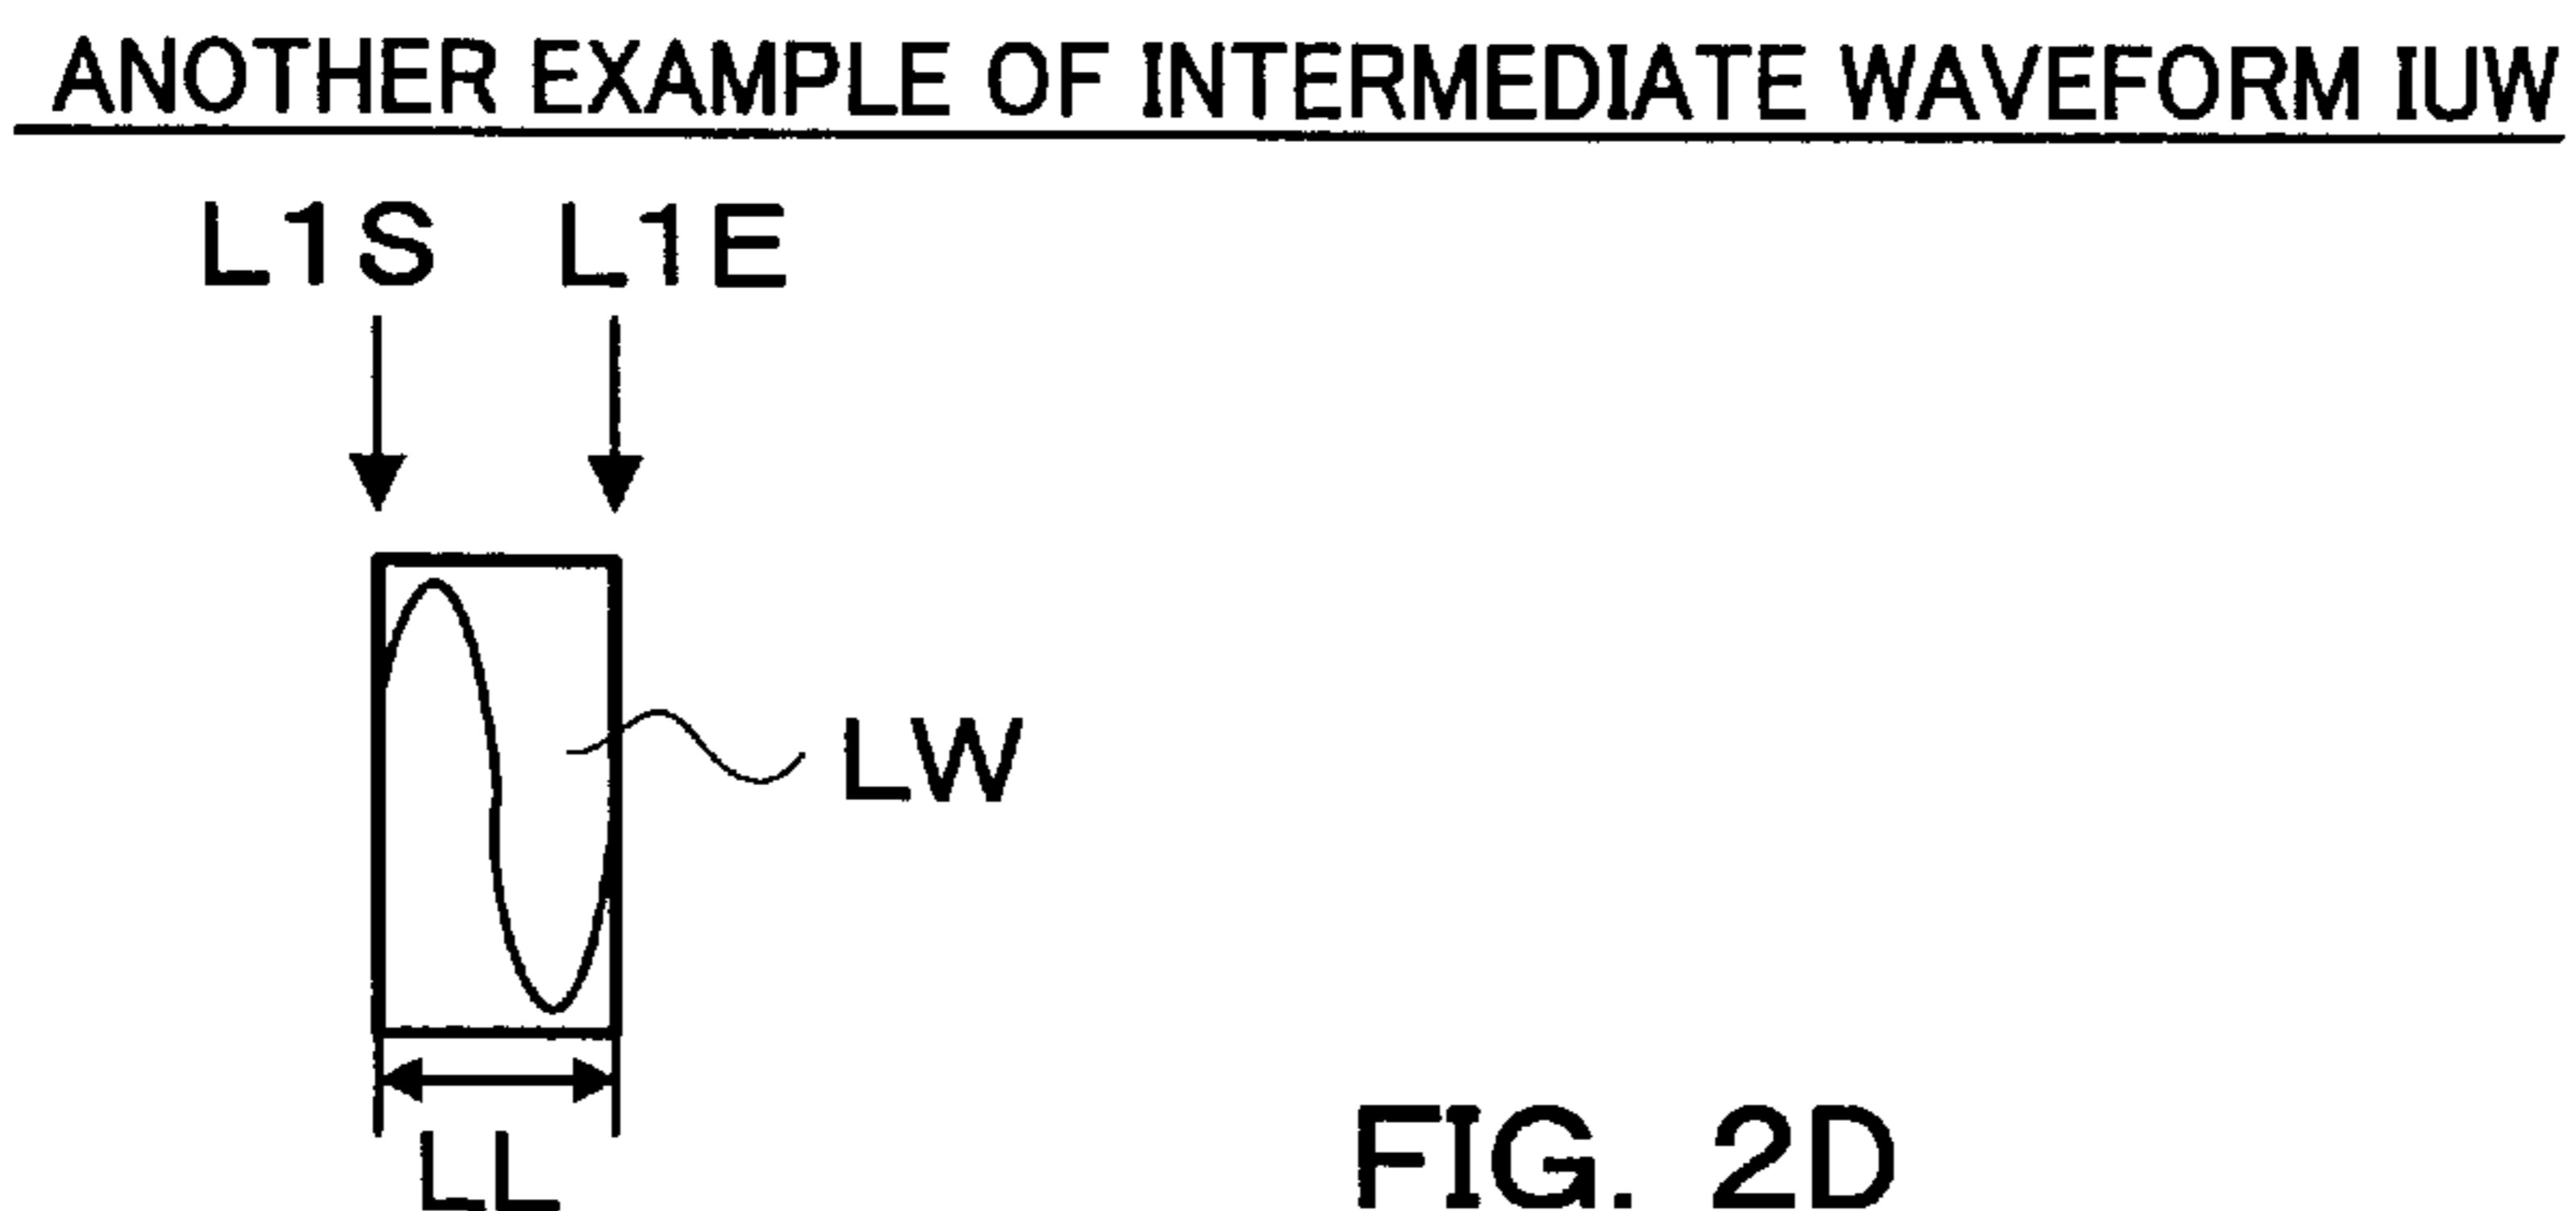 ANOTHER EXAMPLE OF INTERMEDIATE WAVEFORM IUW
L1S L1E
LW
LL
FIG. 2D